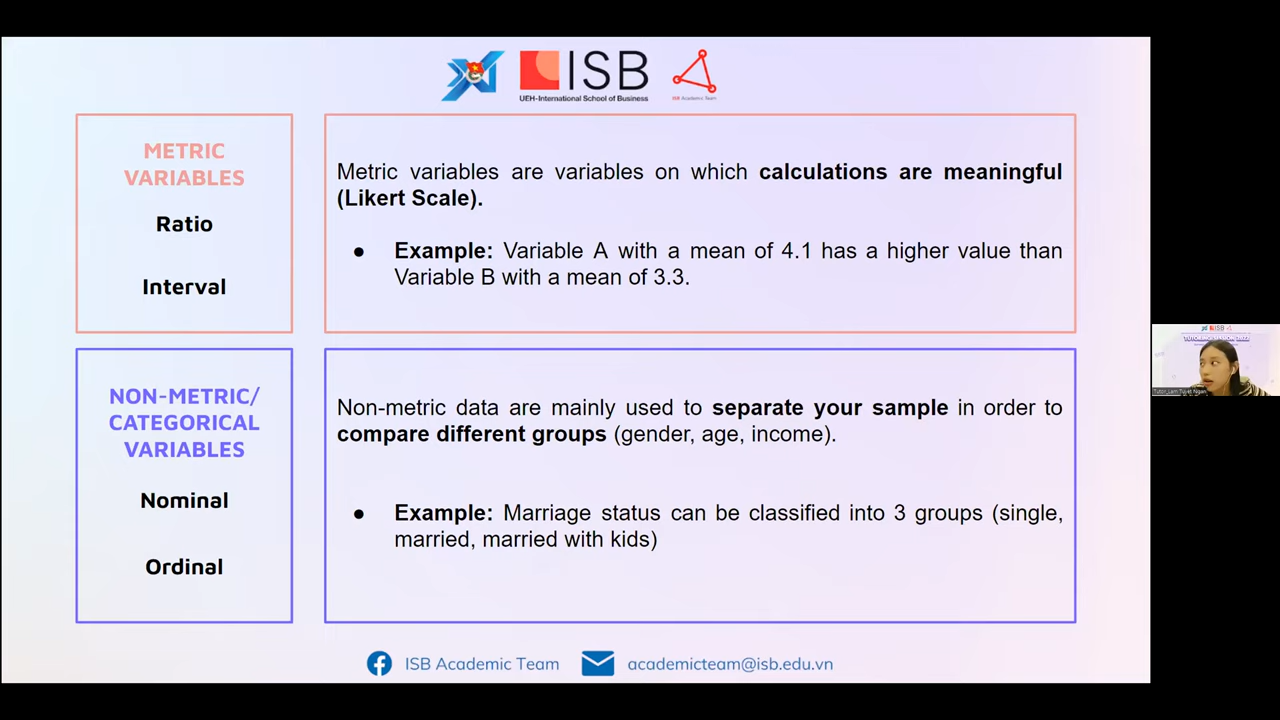 ISB
UEH-International School of Business
ISB Academic Team
METRIC
VARIABLES
Ratio
Interval
Metric variables are variables on which calculations are meaningful
(Likert Scale).
● Example: Variable A with a mean of 4.1 has a higher value than
Variable B with a mean of 3.3.
NON-METRIC/
CATEGORICAL
VARIABLES
Nominal
Ordinal
Non-metric data are mainly used to separate your sample in order to
compare different groups (gender, age, income).
● Example: Marriage status can be classified into 3 groups (single,
married, married with kids)
ISB Academic Team
academicteam@isb.edu.vn
ISB